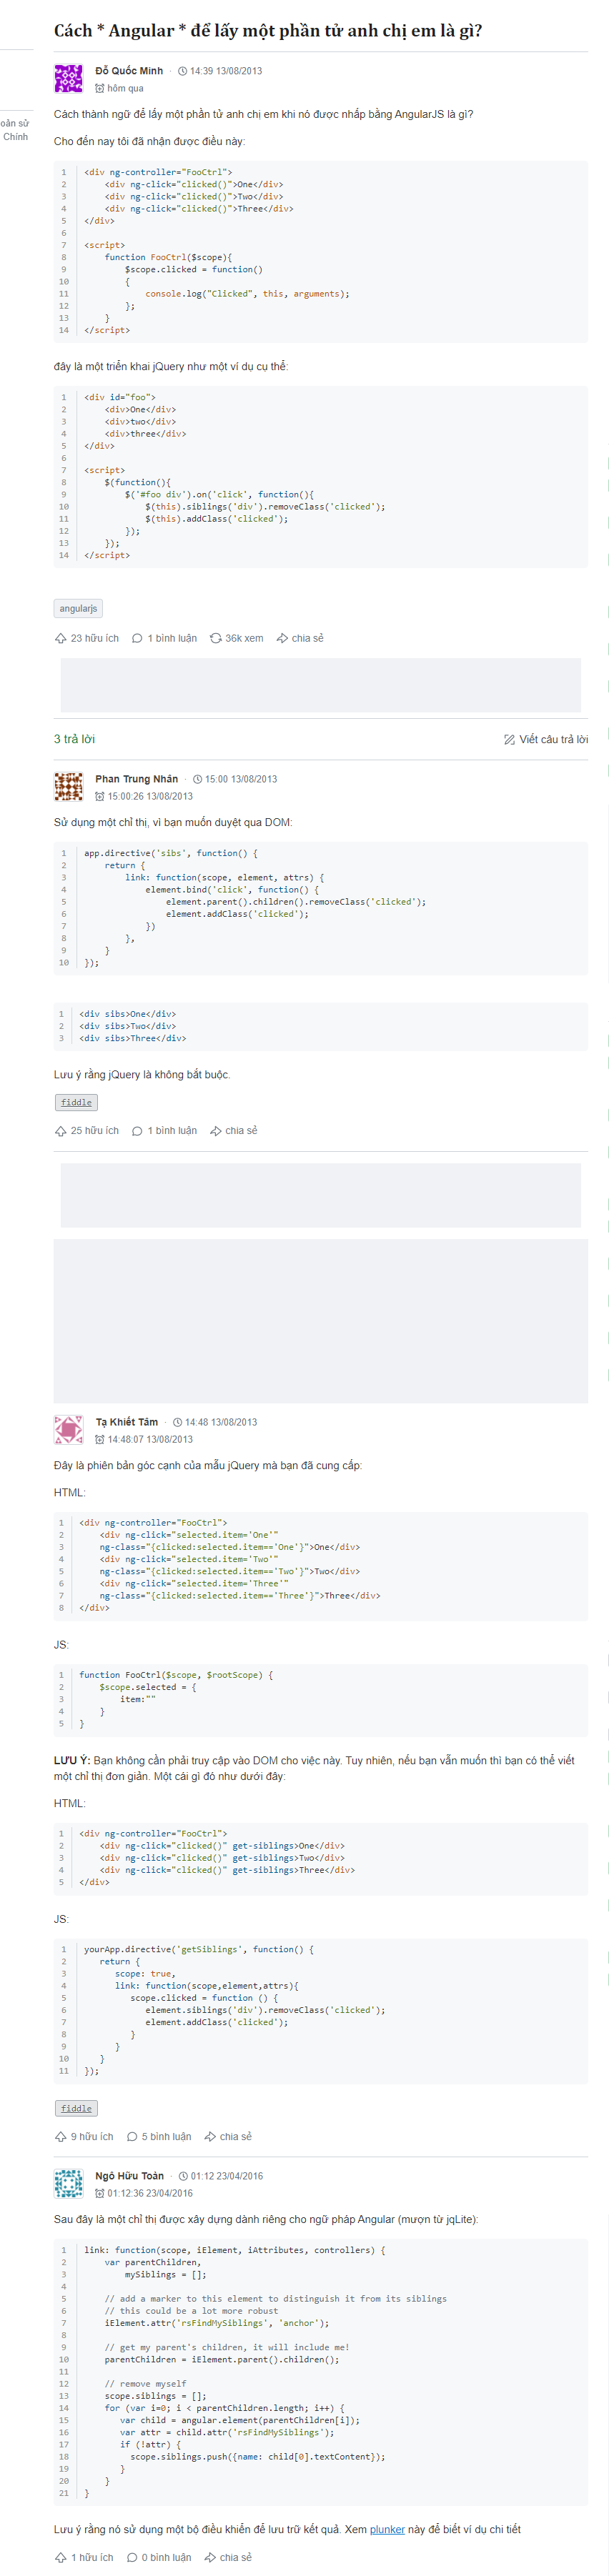 Cách * Angular * để lấy một phần tử anh chị em là gì?
oản sử
Chính
Đỗ Quốc Minh · 14:39 13/08/2013
hôm qua
Cách thành ngữ để lấy một phần tử anh chị em khi nó được nhấp bằng AngularJS là gì?
Cho đến nay tôi đã nhận được điều này:
1 <div ng-controller="FooCtrl">
2     <div ng-click="clicked()">One</div>
3     <div ng-click="clicked()">Two</div>
4     <div ng-click="clicked()">Three</div>
5 </div>
6
7 <script>
8     function FooCtrl($scope){
9         $scope.clicked = function()
10         {
11             console.log("Clicked", this, arguments);
12         };
13     }
14 </script>
đây là một triển khai jQuery như một ví dụ cụ thể:
1 <div id="foo">
2     <div>One</div>
3     <div>two</div>
4     <div>three</div>
5 </div>
6
7 <script>
8     $(function(){
9         $('#foo div').on('click', function(){
10             $(this).siblings('div').removeClass('clicked');
11             $(this).addClass('clicked');
12         });
13     });
14 </script>
angularjs
23 hữu ích 1 bình luận 36k xem chia sẻ
3 trả lời Viết câu trả lời
Phan Trung Nhân · 15:00 13/08/2013
15:00:26 13/08/2013
Sử dụng một chỉ thị, vì bạn muốn duyệt qua DOM:
1 app.directive('sibs', function() {
2     return {
3         link: function(scope, element, attrs) {
4             element.bind('click', function() {
5                 element.parent().children().removeClass('clicked');
6                 element.addClass('clicked');
7             })
8         },
9     }
10 });
1 <div sibs>One</div>
2 <div sibs>Two</div>
3 <div sibs>Three</div>
Lưu ý rằng jQuery là không bắt buộc.
fiddle
25 hữu ích 1 bình luận chia sẻ
Tạ Khiết Tâm · 14:48 13/08/2013
14:48:07 13/08/2013
Đây là phiên bản góc cạnh của mẫu jQuery mà bạn đã cung cấp:
HTML:
1 <div ng-controller="FooCtrl">
2     <div ng-click="selected.item='One'"
3     ng-class="{clicked:selected.item=='One'}">One</div>
4     <div ng-click="selected.item='Two'"
5     ng-class="{clicked:selected.item=='Two'}">Two</div>
6     <div ng-click="selected.item='Three'"
7     ng-class="{clicked:selected.item=='Three'}">Three</div>
8 </div>
JS:
1 function FooCtrl($scope, $rootScope) {
2     $scope.selected = {
3         item:""
4     }
5 }
LƯU Ý: Bạn không cần phải truy cập vào DOM cho việc này. Tuy nhiên, nếu bạn vẫn muốn thì bạn có thể viết
một chỉ thị đơn giản. Một cái gì đó như dưới đây:
HTML:
1 <div ng-controller="FooCtrl">
2     <div ng-click="clicked()" get-siblings>One</div>
3     <div ng-click="clicked()" get-siblings>Two</div>
4     <div ng-click="clicked()" get-siblings>Three</div>
5 </div>
JS:
1 yourApp.directive('getSiblings', function() {
2    return {
3       scope: true,
4       link: function(scope,element,attrs){
5          scope.clicked = function () {
6             element.siblings('div').removeClass('clicked');
7             element.addClass('clicked');
8          }
9       }
10    }
11 });
fiddle
9 hữu ích 5 bình luận chia sẻ
Ngô Hữu Toàn · 01:12 23/04/2016
01:12:36 23/04/2016
Sau đây là một chỉ thị được xây dựng dành riêng cho ngữ pháp Angular (mượn từ jqLite):
1 link: function(scope, iElement, iAttributes, controllers) {
2     var parentChildren,
3         mySiblings = [];
4
5     // add a marker to this element to distinguish it from its siblings
6     // this could be a lot more robust
7     iElement.attr('rsFindMySiblings', 'anchor');
8
9     // get my parent's children, it will include me!
10     parentChildren = iElement.parent().children();
11
12     // remove myself
13     scope.siblings = [];
14     for (var i=0; i < parentChildren.length; i++) {
15        var child = angular.element(parentChildren[i]);
16        var attr = child.attr('rsFindMySiblings');
17        if (!attr) {
18          scope.siblings.push({name: child[0].textContent});
19        }
20     }
21 }
Lưu ý rằng nó sử dụng một bộ điều khiển để lưu trữ kết quả. Xem plunker này để biết ví dụ chi tiết
1 hữu ích 0 bình luận chia sẻ